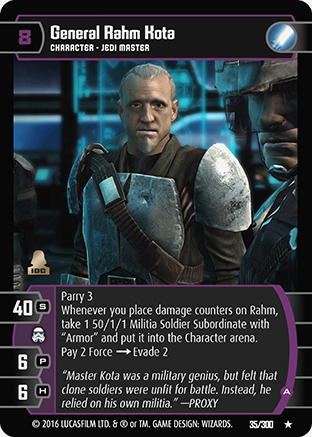 8
General Rahm Kota
CHARACTER - JEDI MASTER
18C
40 S
6 P
6 H
Parry 3
Whenever you place damage counters on Rahm,
take 1 50/1/1 Militia Soldier Subordinate with
“Armor” and put it into the Character arena.
Pay 2 Force → Evade 2
“Master Kota was a military genius, but felt that
clone soldiers were unfit for battle. Instead, he
relied on his own militia.” —PROXY
A
© 2016 LUCASFILM LTD. & ® or TM. GAME DESIGN: WIZARDS.
35/300 ★